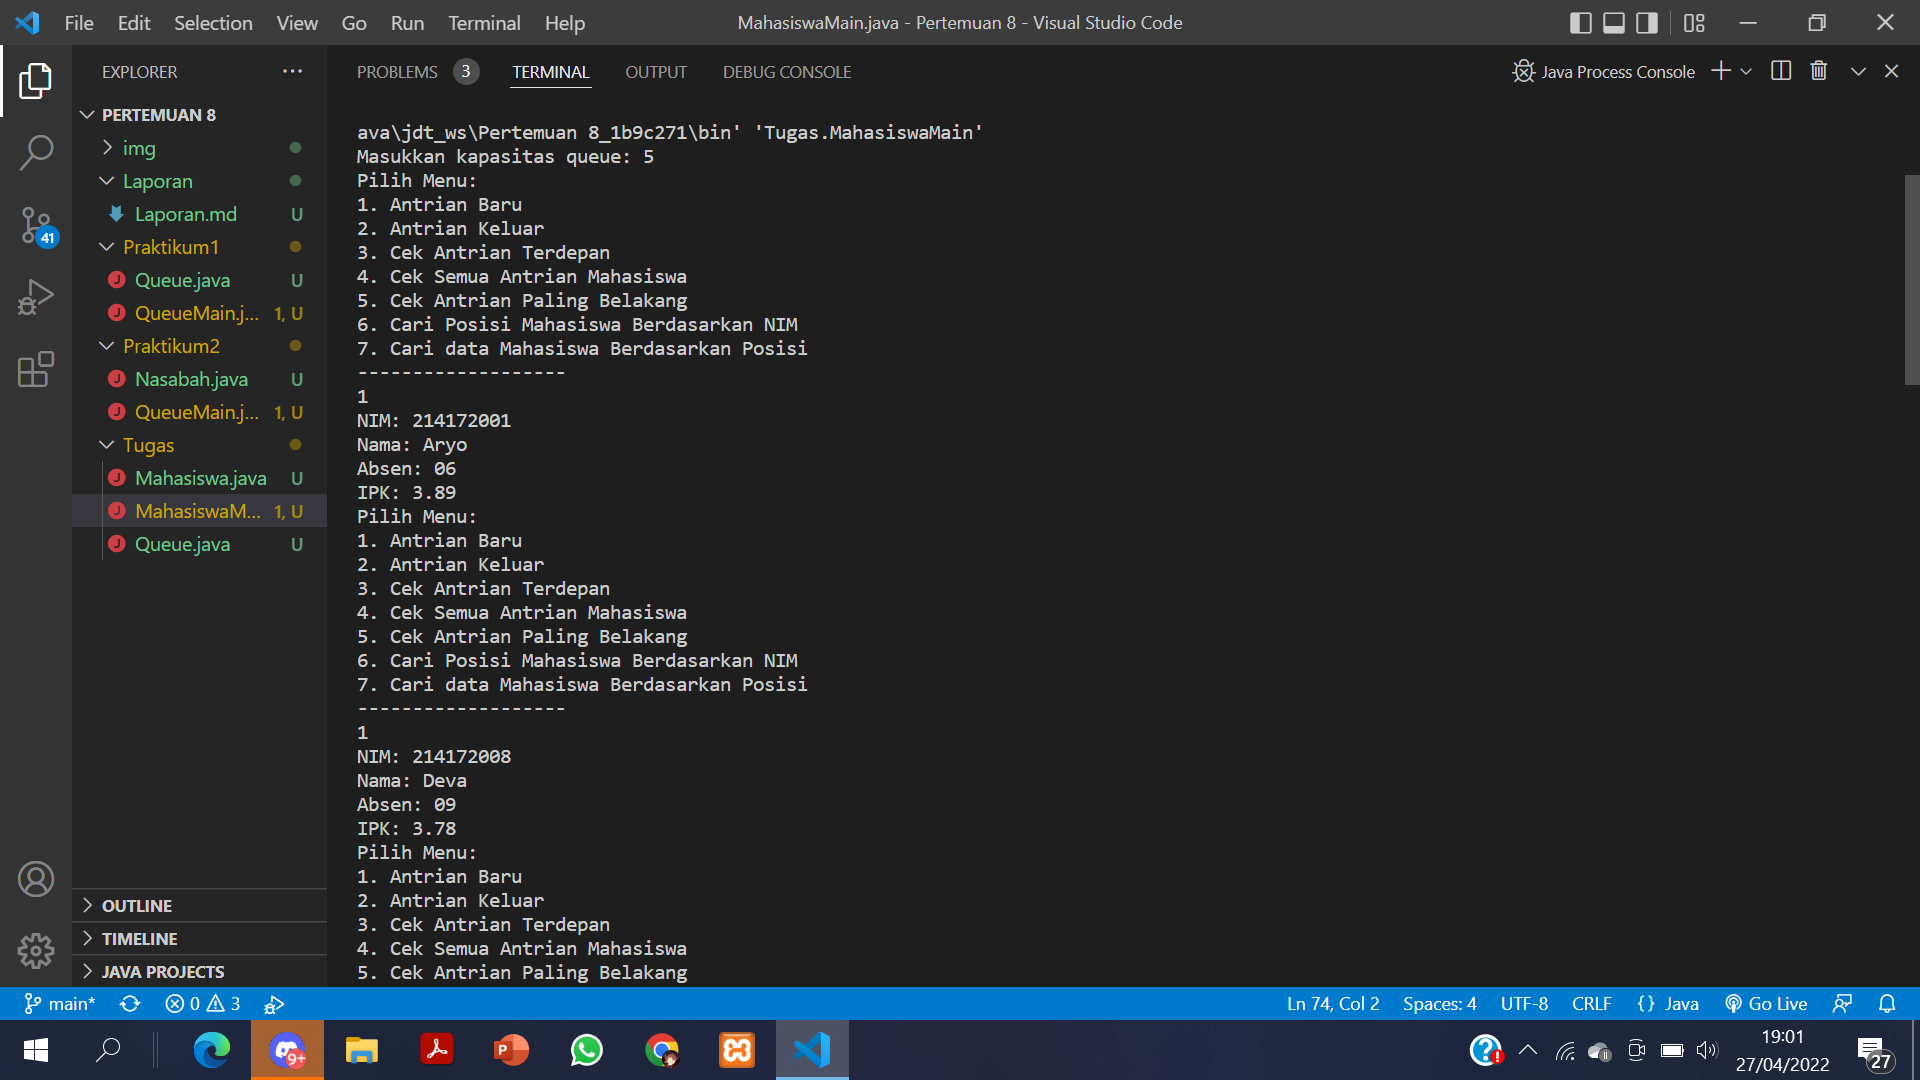 File Edit Selection View Go Run Terminal Help MahasiswaMain.java - Pertemuan 8 - Visual Studio Code
EXPLORER
PROBLEMS 3 TERMINAL OUTPUT DEBUG CONSOLE Java Process Console
PERTEMUAN 8
img
Laporan
Laporan.md U
Praktikum1
Queue.java U
QueueMain.j... 1, U
Praktikum2
Nasabah.java U
QueueMain.j... 1, U
Tugas
Mahasiswa.java U
MahasiswaM... 1, U
Queue.java U
OUTLINE
TIMELINE
JAVA PROJECTS
41
ava\jdt_ws\Pertemuan 8_1b9c271\bin' 'Tugas.MahasiswaMain'
Masukkan kapasitas queue: 5
Pilih Menu:
1. Antrian Baru
2. Antrian Keluar
3. Cek Antrian Terdepan
4. Cek Semua Antrian Mahasiswa
5. Cek Antrian Paling Belakang
6. Cari Posisi Mahasiswa Berdasarkan NIM
7. Cari data Mahasiswa Berdasarkan Posisi
-------------------
1
NIM: 214172001
Nama: Aryo
Absen: 06
IPK: 3.89
Pilih Menu:
1. Antrian Baru
2. Antrian Keluar
3. Cek Antrian Terdepan
4. Cek Semua Antrian Mahasiswa
5. Cek Antrian Paling Belakang
6. Cari Posisi Mahasiswa Berdasarkan NIM
7. Cari data Mahasiswa Berdasarkan Posisi
-------------------
1
NIM: 214172008
Nama: Deva
Absen: 09
IPK: 3.78
Pilih Menu:
1. Antrian Baru
2. Antrian Keluar
3. Cek Antrian Terdepan
4. Cek Semua Antrian Mahasiswa
5. Cek Antrian Paling Belakang
main* 0 3 Ln 74, Col 2 Spaces: 4 UTF-8 CRLF {} Java Go Live
9+
19:01
27/04/2022
27